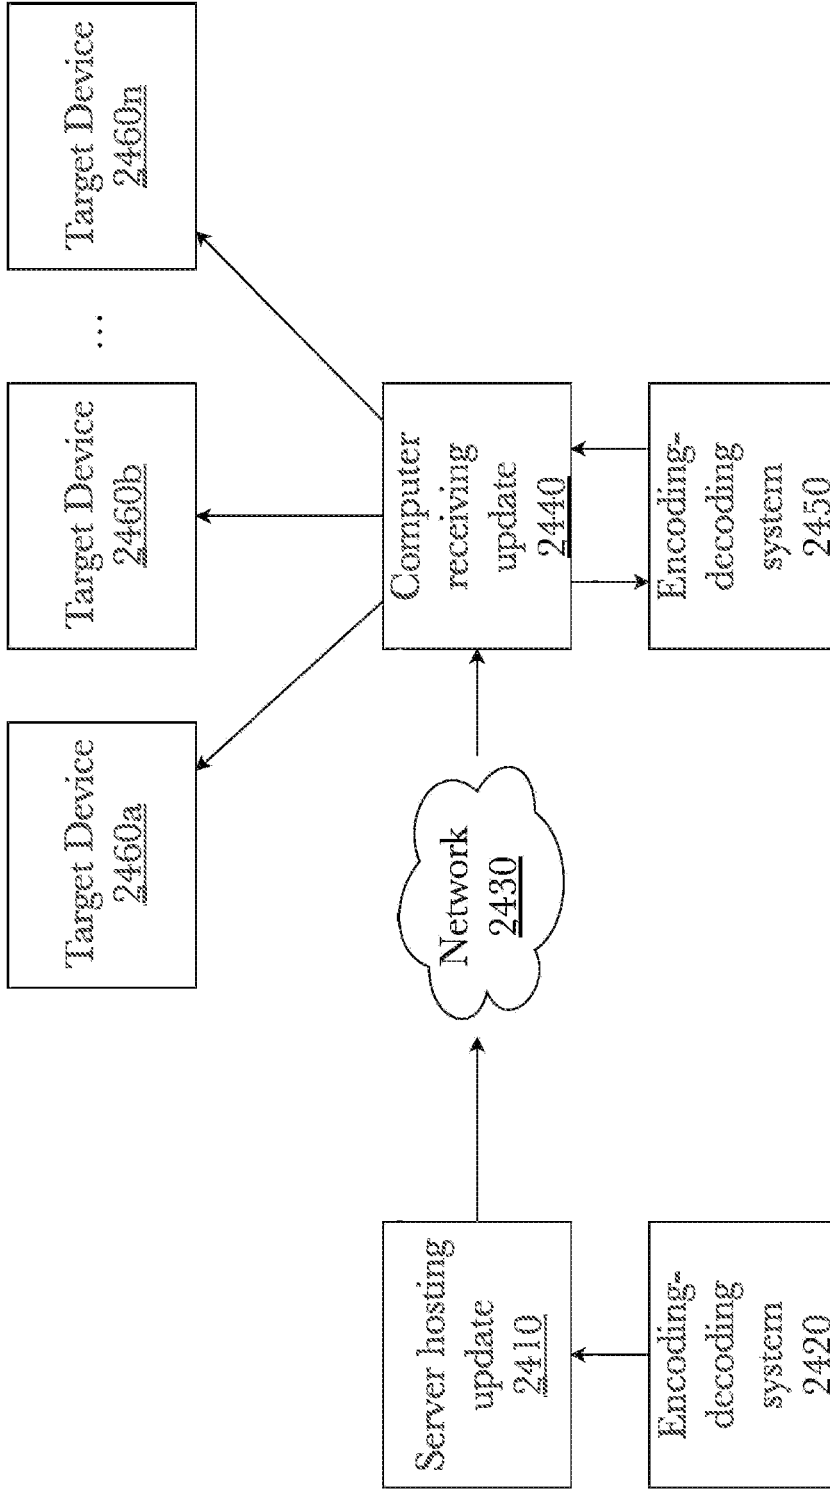 Target Device
2460a
Target Device
2460b
...
Target Device
2460n
Server hosting
update
2410
Network
2430
Computer
receiving
update
2440
Encoding-
decoding
system
2420
Encoding-
decoding
system
2450